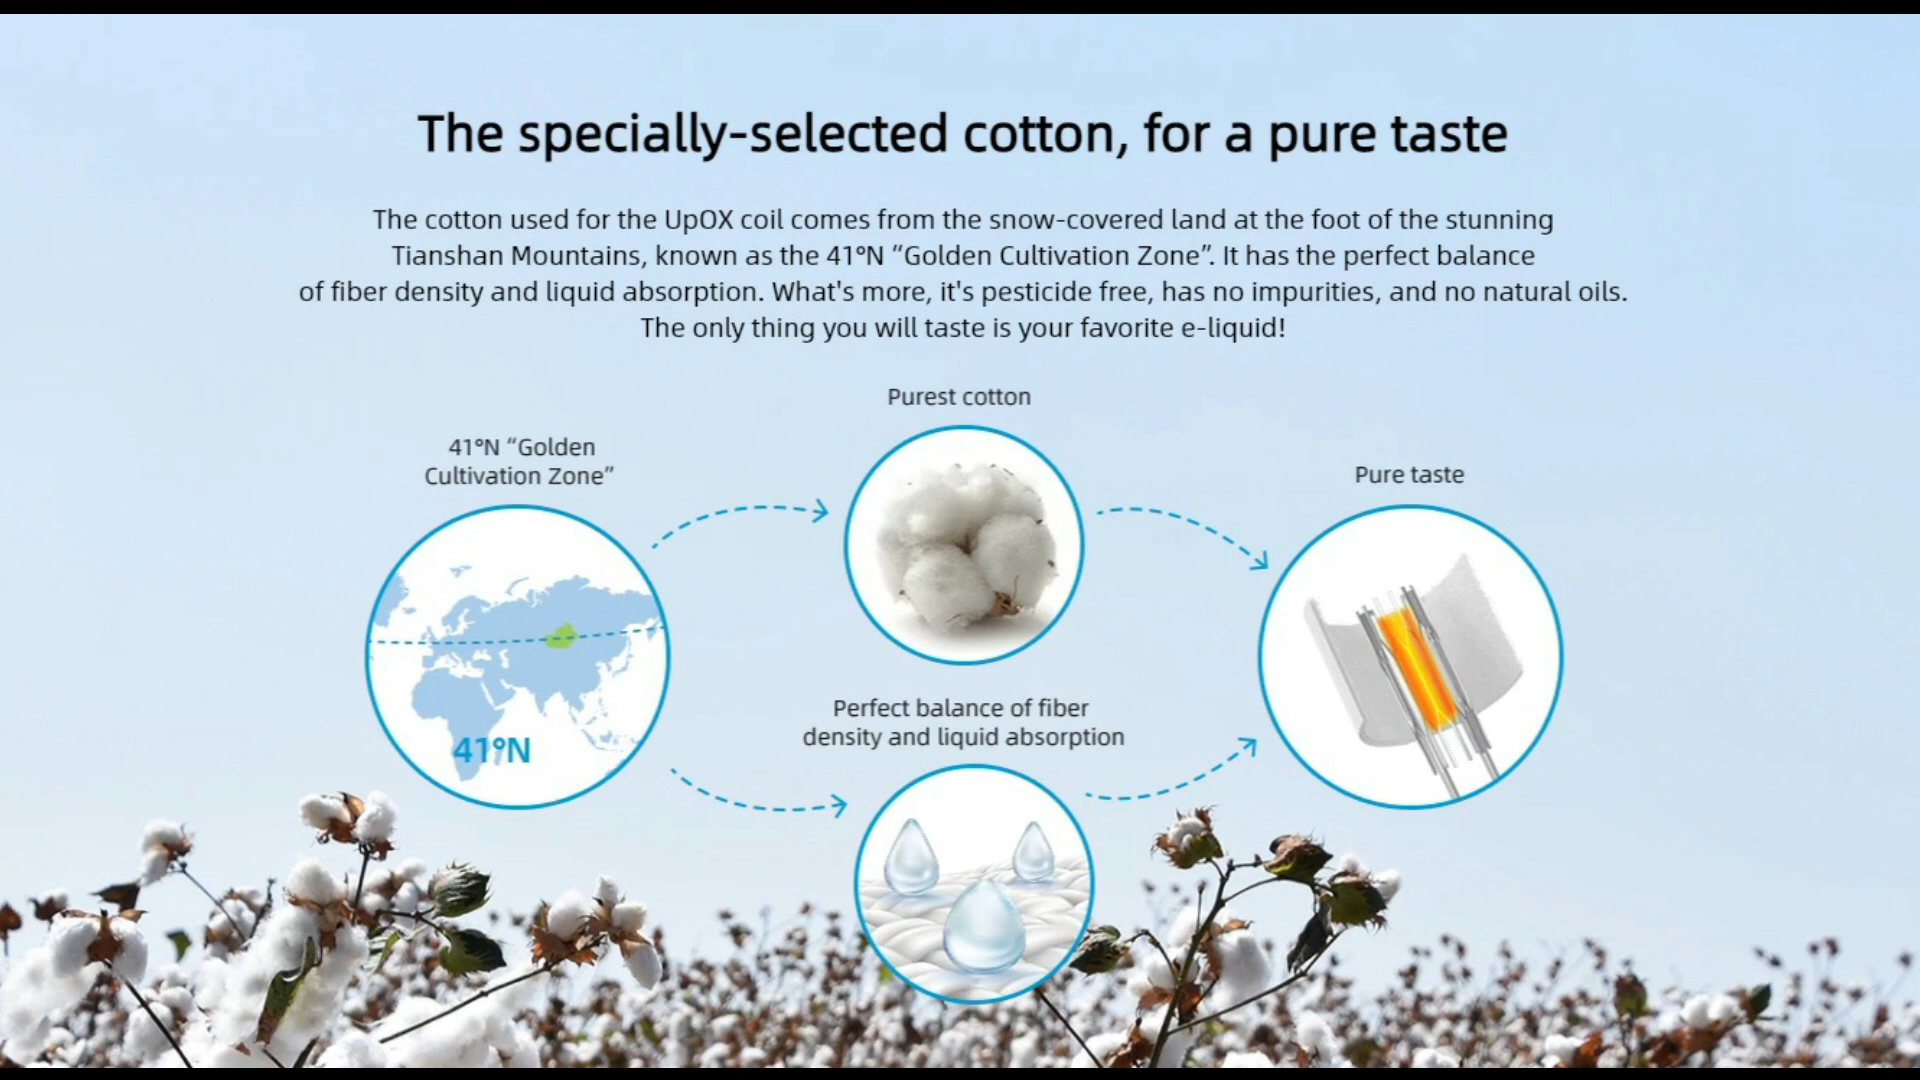 The specially-selected cotton, for a pure taste
The cotton used for the UpOX coil comes from the snow-covered land at the foot of the stunning
Tianshan Mountains, known as the 41°N “Golden Cultivation Zone”. It has the perfect balance
of fiber density and liquid absorption. What's more, it's pesticide free, has no impurities, and no natural oils.
The only thing you will taste is your favorite e-liquid!
Purest cotton
41°N “Golden
Cultivation Zone”
Pure taste
41°N
Perfect balance of fiber
density and liquid absorption